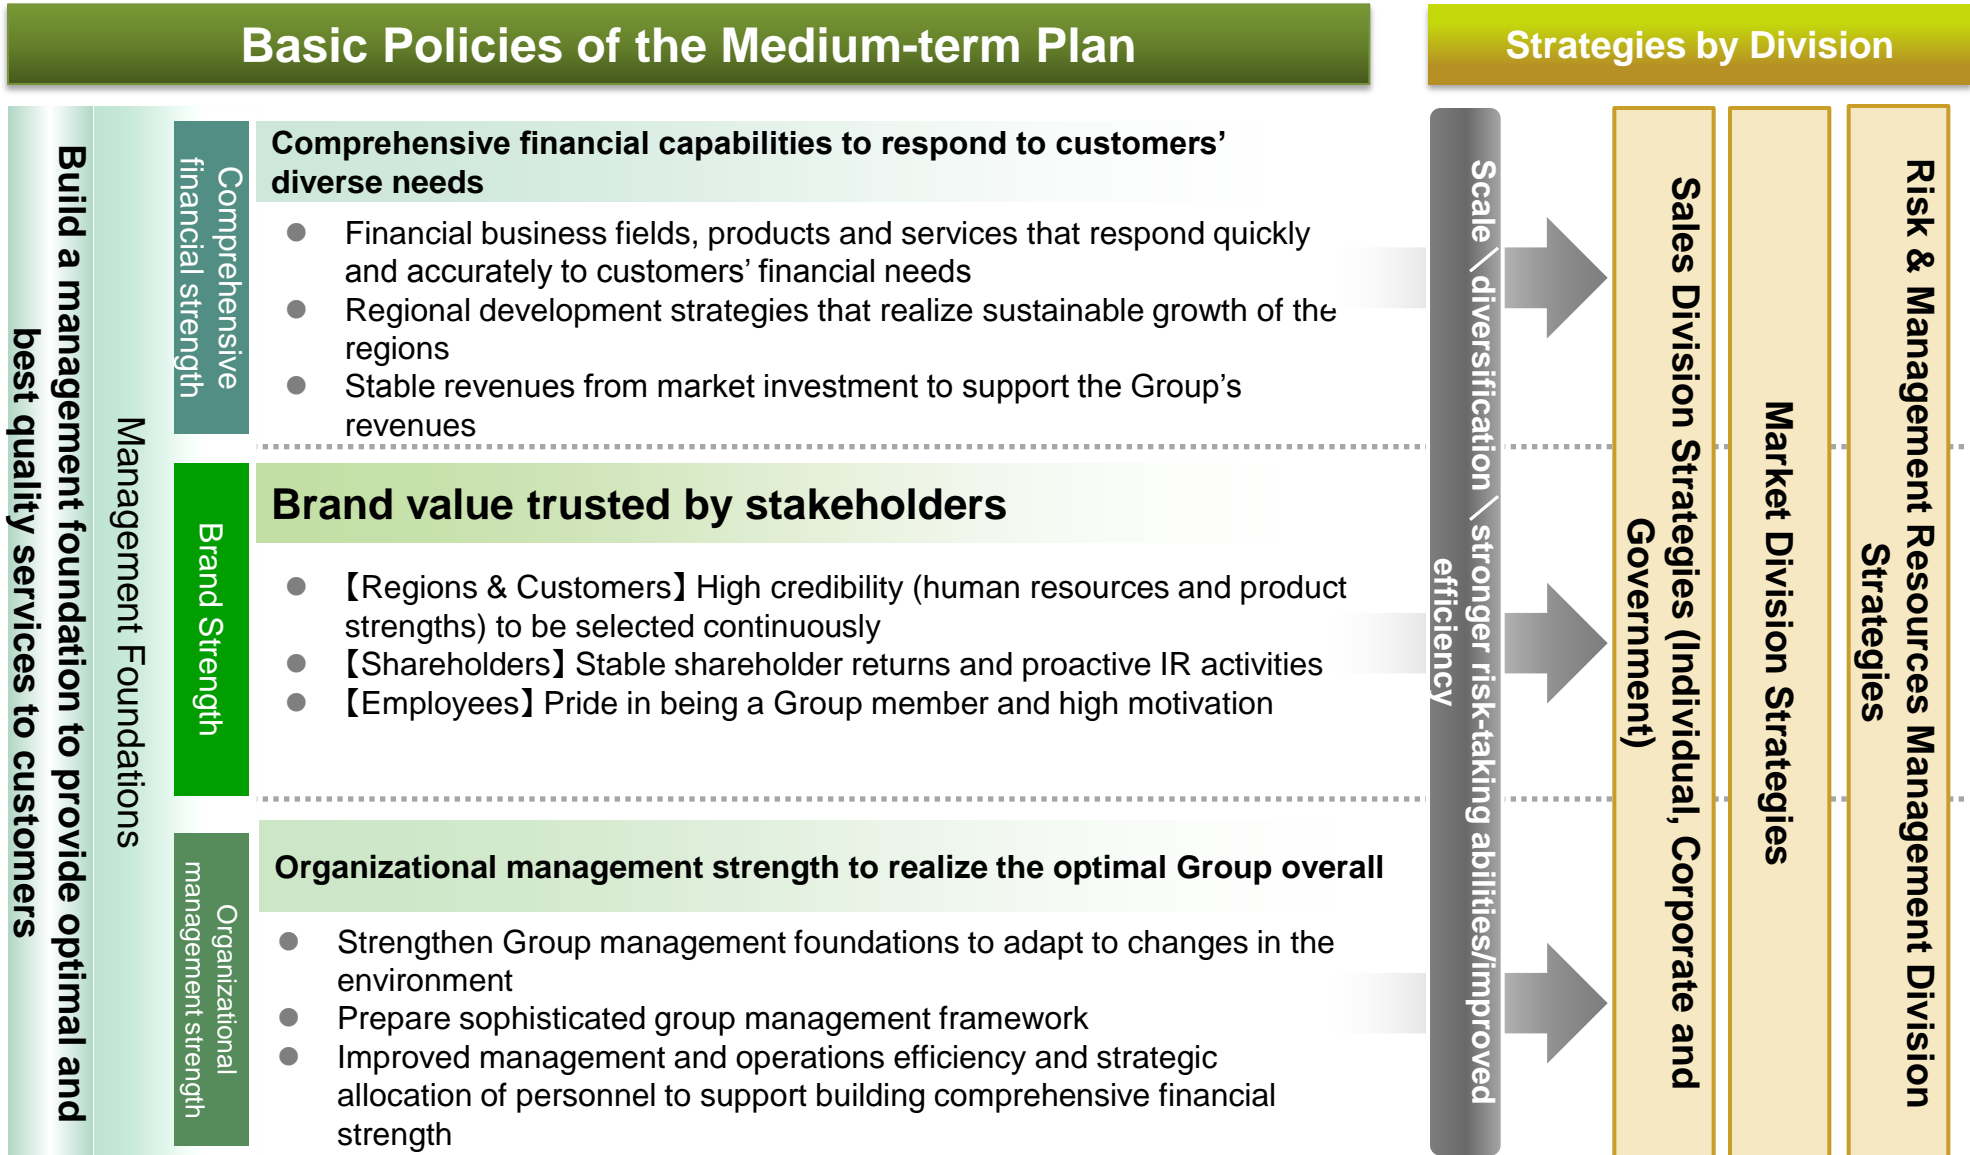 Basic Policies of the Medium-term Plan
Strategies by Division
Build a management foundation to provide optimal and
best quality services to customers
Management Foundations
Comprehensive
financial strength
Comprehensive financial capabilities to respond to customers’
diverse needs
● Financial business fields, products and services that respond quickly
and accurately to customers’ financial needs
● Regional development strategies that realize sustainable growth of the
regions
● Stable revenues from market investment to support the Group’s
revenues
Brand Strength
Brand value trusted by stakeholders
● 【Regions & Customers】 High credibility (human resources and product
strengths) to be selected continuously
● 【Shareholders】 Stable shareholder returns and proactive IR activities
● 【Employees】 Pride in being a Group member and high motivation
Organizational
management strength
Organizational management strength to realize the optimal Group overall
● Strengthen Group management foundations to adapt to changes in the
environment
● Prepare sophisticated group management framework
● Improved management and operations efficiency and strategic
allocation of personnel to support building comprehensive financial
strength
Scale ╲diversification ╲stronger risk-taking abilities/improved
efficiency
Sales Division Strategies (Individual, Corporate and
Government)
Market Division Strategies
Risk & Management Resources Management Division
Strategies